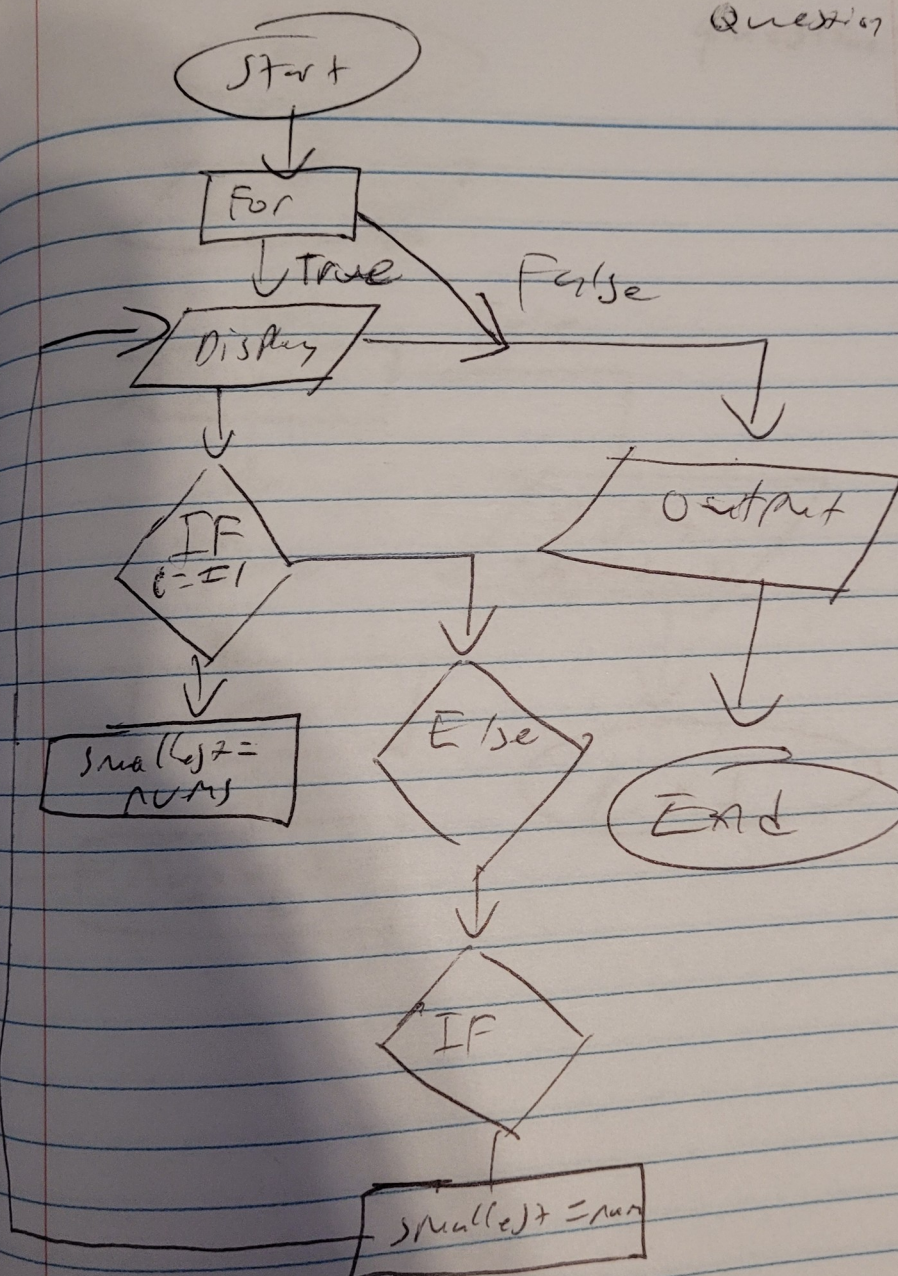 Question
Start
For
True
False
Display
IF
i==1
Output
Else
smallest=
nums
End
IF
smallest=num